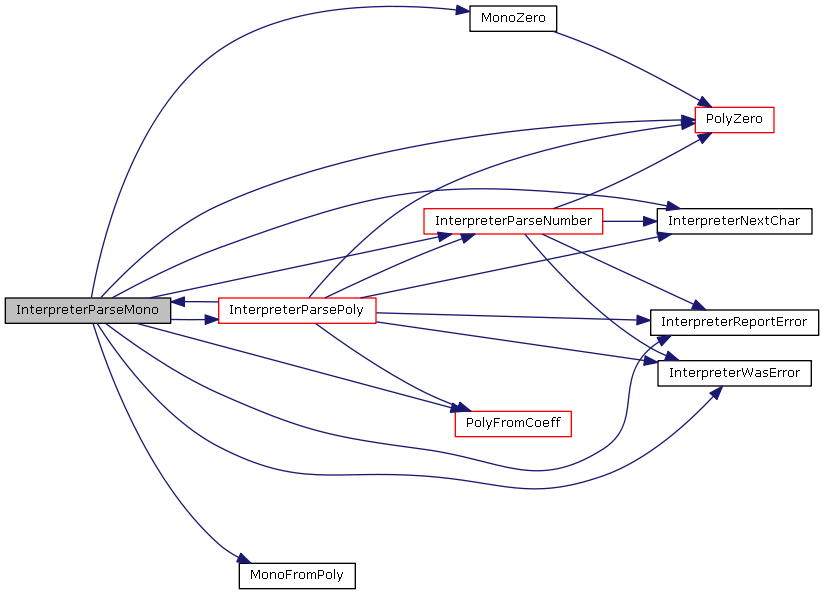 MonoZero
PolyZero
InterpreterParseNumber
InterpreterNextChar
InterpreterParseMono
InterpreterParsePoly
InterpreterReportError
InterpreterWasError
PolyFromCoeff
MonoFromPoly